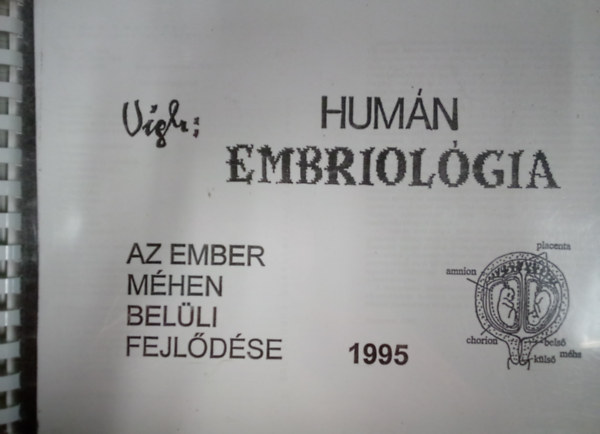 Vígh:
HUMÁN
EMBRIOLÓGIA
AZ EMBER
MÉHEN
BELÜLI
FEJLŐDÉSE
1995
placenta
amnion
chorion
belső
külső
méhs